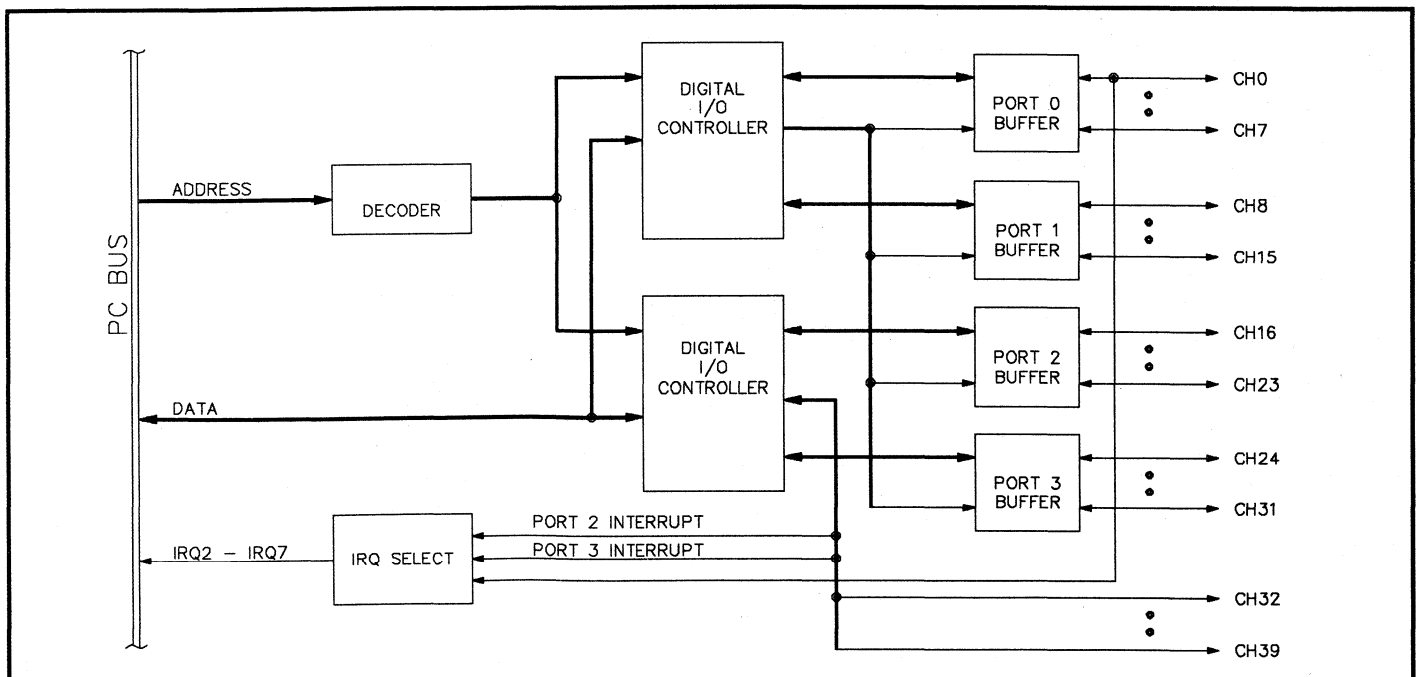 PC BUS
ADDRESS
DECODER
DATA
IRQ2 – IRQ7
IRQ SELECT
PORT 2 INTERRUPT
PORT 3 INTERRUPT
DIGITAL
I/O
CONTROLLER
DIGITAL
I/O
CONTROLLER
PORT 0
BUFFER
PORT 1
BUFFER
PORT 2
BUFFER
PORT 3
BUFFER
CH0
CH7
CH8
CH15
CH16
CH23
CH24
CH31
CH32
CH39